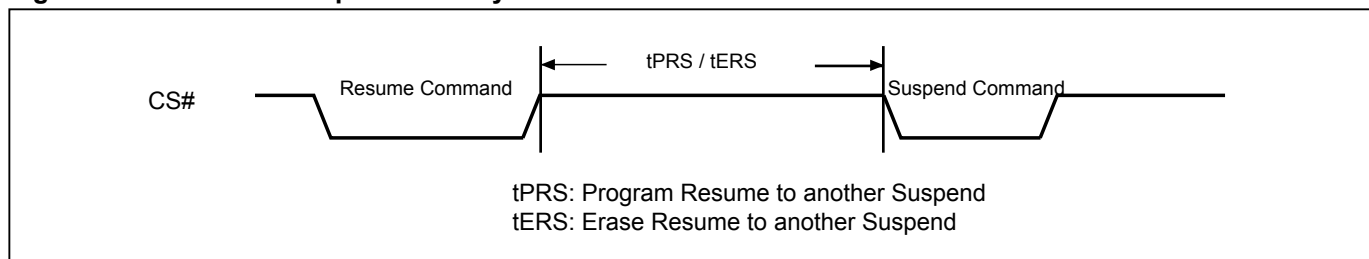 tPRS / tERS
Resume Command
Suspend Command
CS#
tPRS: Program Resume to another Suspend
tERS: Erase Resume to another Suspend